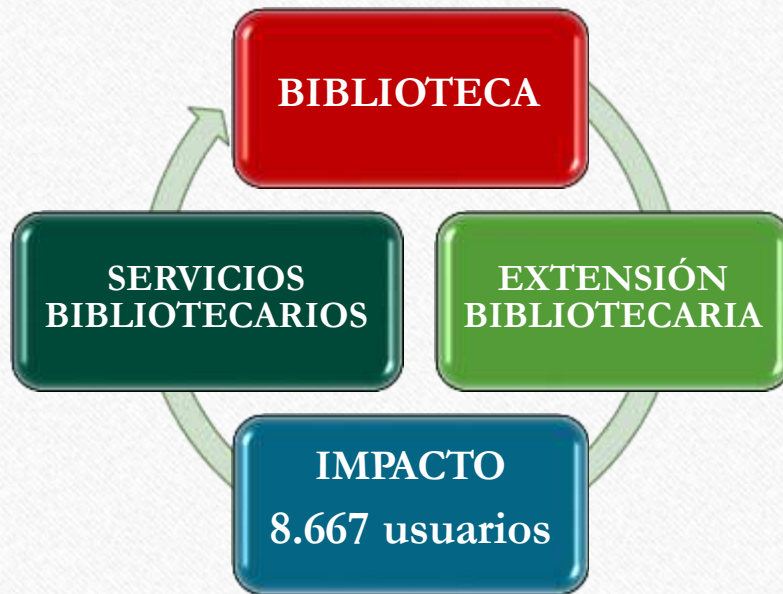 BIBLIOTECA
SERVICIOS
BIBLIOTECARIOS
EXTENSIÓN
BIBLIOTECARIA
IMPACTO
8.667 usuarios